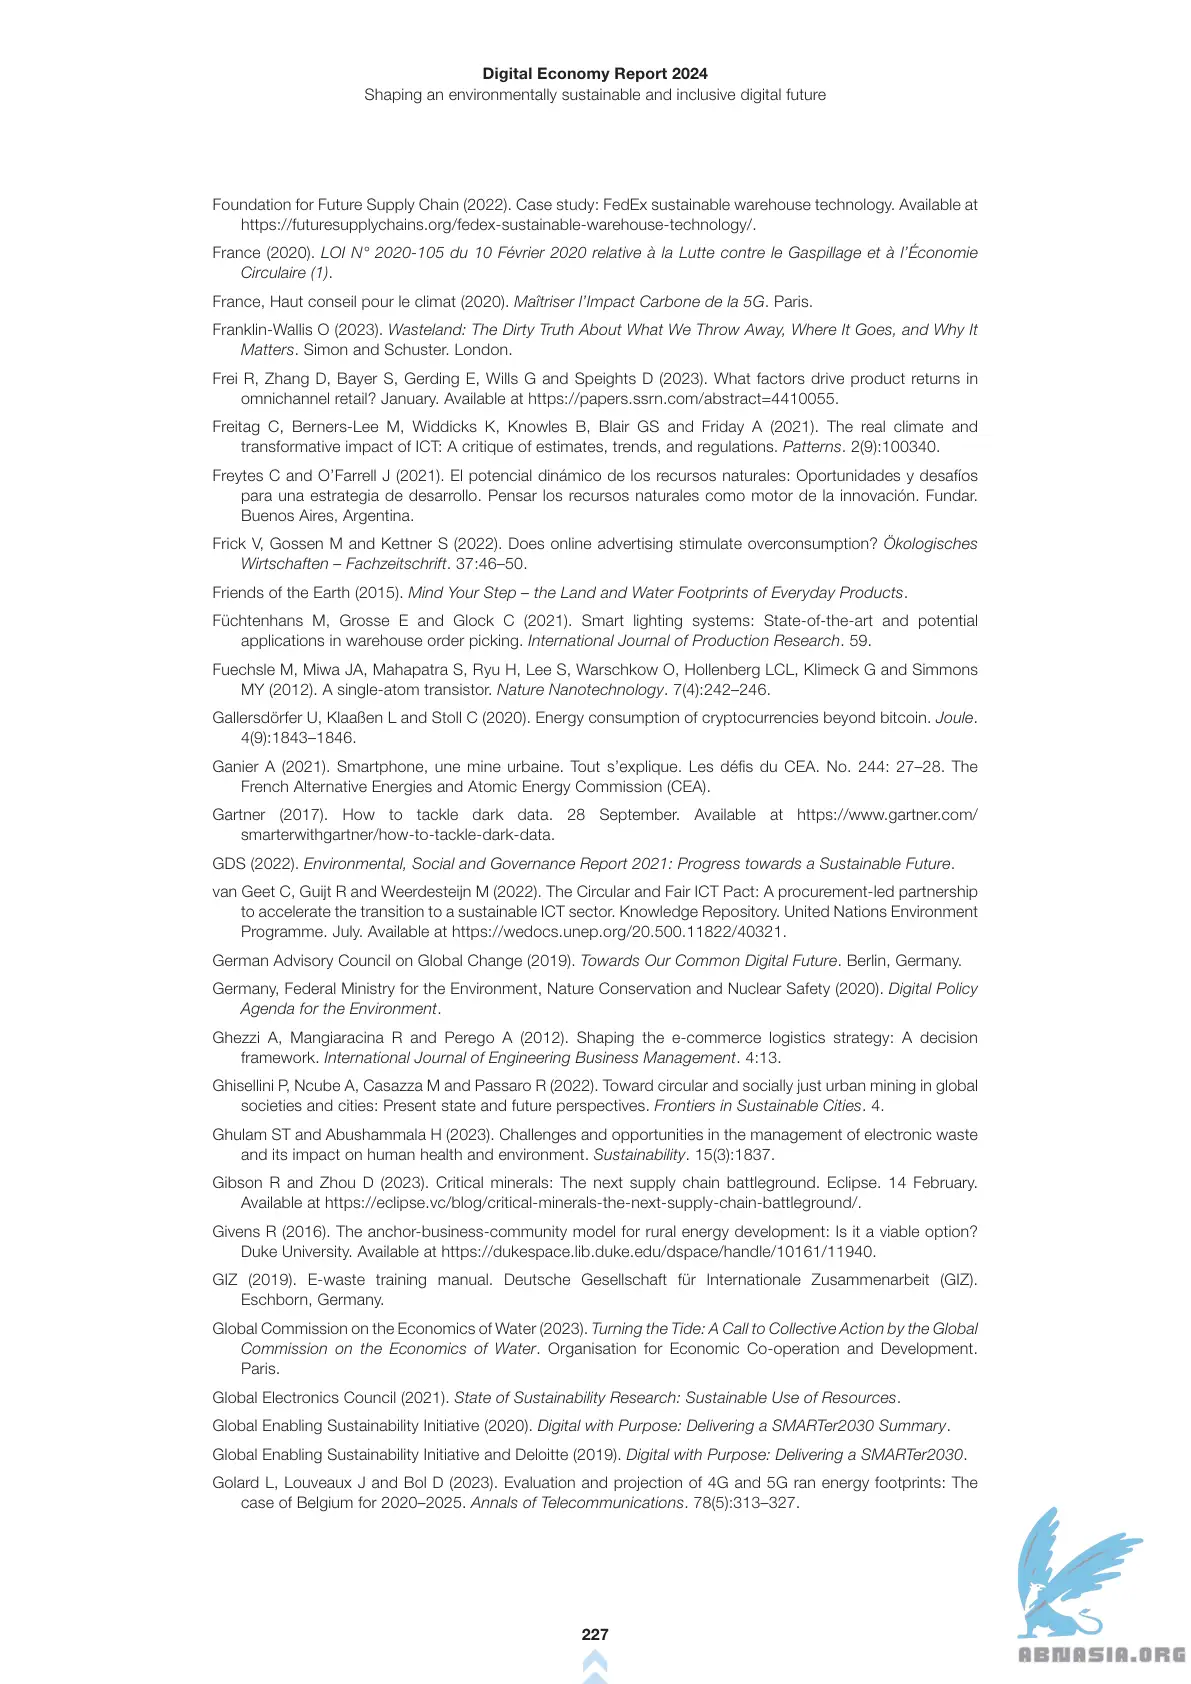 Digital Economy Report 2024
Shaping an environmentally sustainable and inclusive digital future
Foundation for Future Supply Chain (2022). Case study: FedEx sustainable warehouse technology. Available at
https://futuresupplychains.org/fedex-sustainable-warehouse-technology/.
France (2020). LOI N° 2020-105 du 10 Février 2020 relative à la Lutte contre le Gaspillage et à l’Économie
Circulaire (1).
France, Haut conseil pour le climat (2020). Maîtriser l’Impact Carbone de la 5G. Paris.
Franklin-Wallis O (2023). Wasteland: The Dirty Truth About What We Throw Away, Where It Goes, and Why It
Matters. Simon and Schuster. London.
Frei R, Zhang D, Bayer S, Gerding E, Wills G and Speights D (2023). What factors drive product returns in
omnichannel retail? January. Available at https://papers.ssrn.com/abstract=4410055.
Freitag C, Berners-Lee M, Widdicks K, Knowles B, Blair GS and Friday A (2021). The real climate and
transformative impact of ICT: A critique of estimates, trends, and regulations. Patterns. 2(9):100340.
Freytes C and O’Farrell J (2021). El potencial dinámico de los recursos naturales: Oportunidades y desafíos
para una estrategia de desarrollo. Pensar los recursos naturales como motor de la innovación. Fundar.
Buenos Aires, Argentina.
Frick V, Gossen M and Kettner S (2022). Does online advertising stimulate overconsumption? Ökologisches
Wirtschaften – Fachzeitschrift. 37:46–50.
Friends of the Earth (2015). Mind Your Step – the Land and Water Footprints of Everyday Products.
Füchtenhans M, Grosse E and Glock C (2021). Smart lighting systems: State-of-the-art and potential
applications in warehouse order picking. International Journal of Production Research. 59.
Fuechsle M, Miwa JA, Mahapatra S, Ryu H, Lee S, Warschkow O, Hollenberg LCL, Klimeck G and Simmons
MY (2012). A single-atom transistor. Nature Nanotechnology. 7(4):242–246.
Gallersdörfer U, Klaaßen L and Stoll C (2020). Energy consumption of cryptocurrencies beyond bitcoin. Joule.
4(9):1843–1846.
Ganier A (2021). Smartphone, une mine urbaine. Tout s’explique. Les défis du CEA. No. 244: 27–28. The
French Alternative Energies and Atomic Energy Commission (CEA).
Gartner (2017). How to tackle dark data. 28 September. Available at https://www.gartner.com/
smarterwithgartner/how-to-tackle-dark-data.
GDS (2022). Environmental, Social and Governance Report 2021: Progress towards a Sustainable Future.
van Geet C, Guijt R and Weerdesteijn M (2022). The Circular and Fair ICT Pact: A procurement-led partnership
to accelerate the transition to a sustainable ICT sector. Knowledge Repository. United Nations Environment
Programme. July. Available at https://wedocs.unep.org/20.500.11822/40321.
German Advisory Council on Global Change (2019). Towards Our Common Digital Future. Berlin, Germany.
Germany, Federal Ministry for the Environment, Nature Conservation and Nuclear Safety (2020). Digital Policy
Agenda for the Environment.
Ghezzi A, Mangiaracina R and Perego A (2012). Shaping the e-commerce logistics strategy: A decision
framework. International Journal of Engineering Business Management. 4:13.
Ghisellini P, Ncube A, Casazza M and Passaro R (2022). Toward circular and socially just urban mining in global
societies and cities: Present state and future perspectives. Frontiers in Sustainable Cities. 4.
Ghulam ST and Abushammala H (2023). Challenges and opportunities in the management of electronic waste
and its impact on human health and environment. Sustainability. 15(3):1837.
Gibson R and Zhou D (2023). Critical minerals: The next supply chain battleground. Eclipse. 14 February.
Available at https://eclipse.vc/blog/critical-minerals-the-next-supply-chain-battleground/.
Givens R (2016). The anchor-business-community model for rural energy development: Is it a viable option?
Duke University. Available at https://dukespace.lib.duke.edu/dspace/handle/10161/11940.
GIZ (2019). E-waste training manual. Deutsche Gesellschaft für Internationale Zusammenarbeit (GIZ).
Eschborn, Germany.
Global Commission on the Economics of Water (2023). Turning the Tide: A Call to Collective Action by the Global
Commission on the Economics of Water. Organisation for Economic Co-operation and Development.
Paris.
Global Electronics Council (2021). State of Sustainability Research: Sustainable Use of Resources.
Global Enabling Sustainability Initiative (2020). Digital with Purpose: Delivering a SMARTer2030 Summary.
Global Enabling Sustainability Initiative and Deloitte (2019). Digital with Purpose: Delivering a SMARTer2030.
Golard L, Louveaux J and Bol D (2023). Evaluation and projection of 4G and 5G ran energy footprints: The
case of Belgium for 2020–2025. Annals of Telecommunications. 78(5):313–327.
227
ABNASIA.ORG